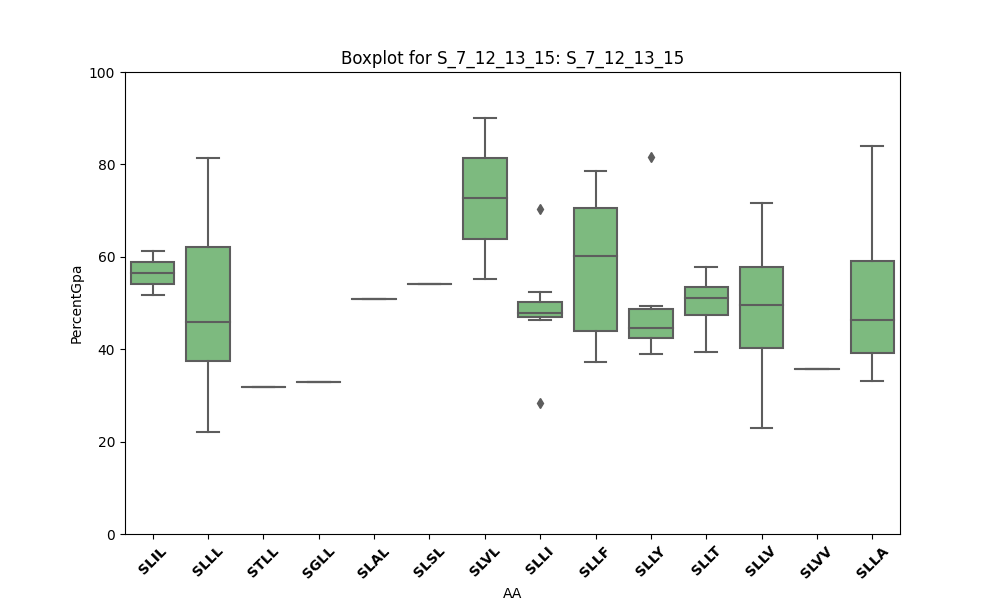 Boxplot for S_7_12_13_15: S_7_12_13_15
PercentGpa
100
80
60
40
20
0
SLIL SLLL STLL SGLL SLAL SLSL SLVL SLLI SLLF SLLY SLLT SLLV SLVV SLLA
AA